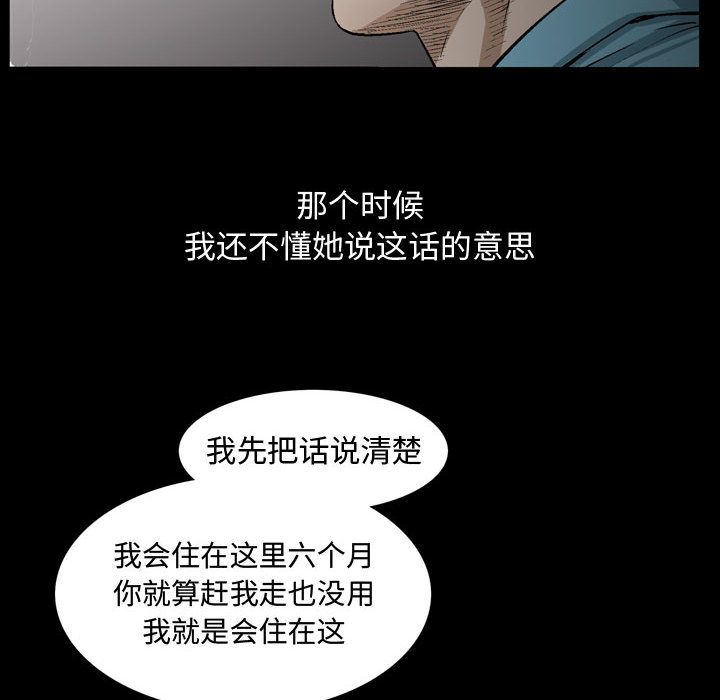 那个时候
我还不懂她说这话的意思
我先把话说清楚
我会住在这里六个月
你就算赶我走也没用
我就是会住在这